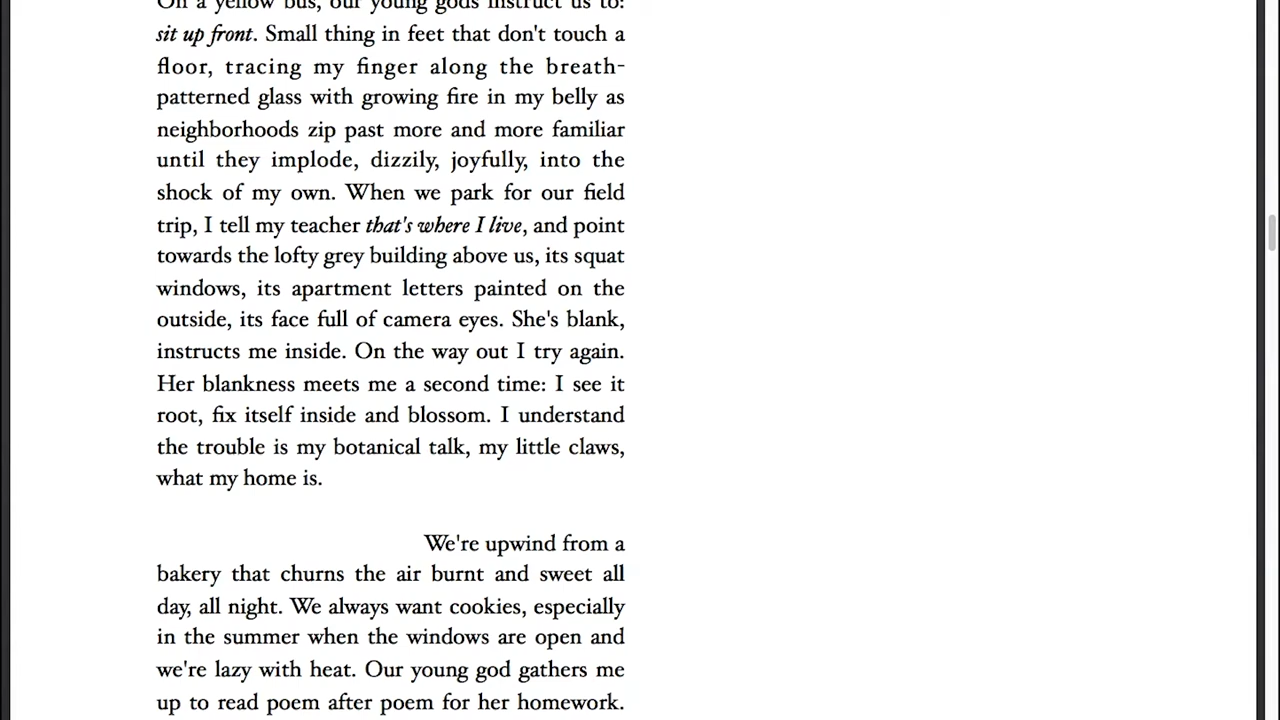 On a yellow bus, our young gods instruct us to:
sit up front. Small thing in feet that don't touch a
floor, tracing my finger along the breath-
patterned glass with growing fire in my belly as
neighborhoods zip past more and more familiar
until they implode, dizzily, joyfully, into the
shock of my own. When we park for our field
trip, I tell my teacher that's where I live, and point
towards the lofty grey building above us, its squat
windows, its apartment letters painted on the
outside, its face full of camera eyes. She's blank,
instructs me inside. On the way out I try again.
Her blankness meets me a second time: I see it
root, fix itself inside and blossom. I understand
the trouble is my botanical talk, my little claws,
what my home is.
We're upwind from a
bakery that churns the air burnt and sweet all
day, all night. We always want cookies, especially
in the summer when the windows are open and
we're lazy with heat. Our young god gathers me
up to read poem after poem for her homework.